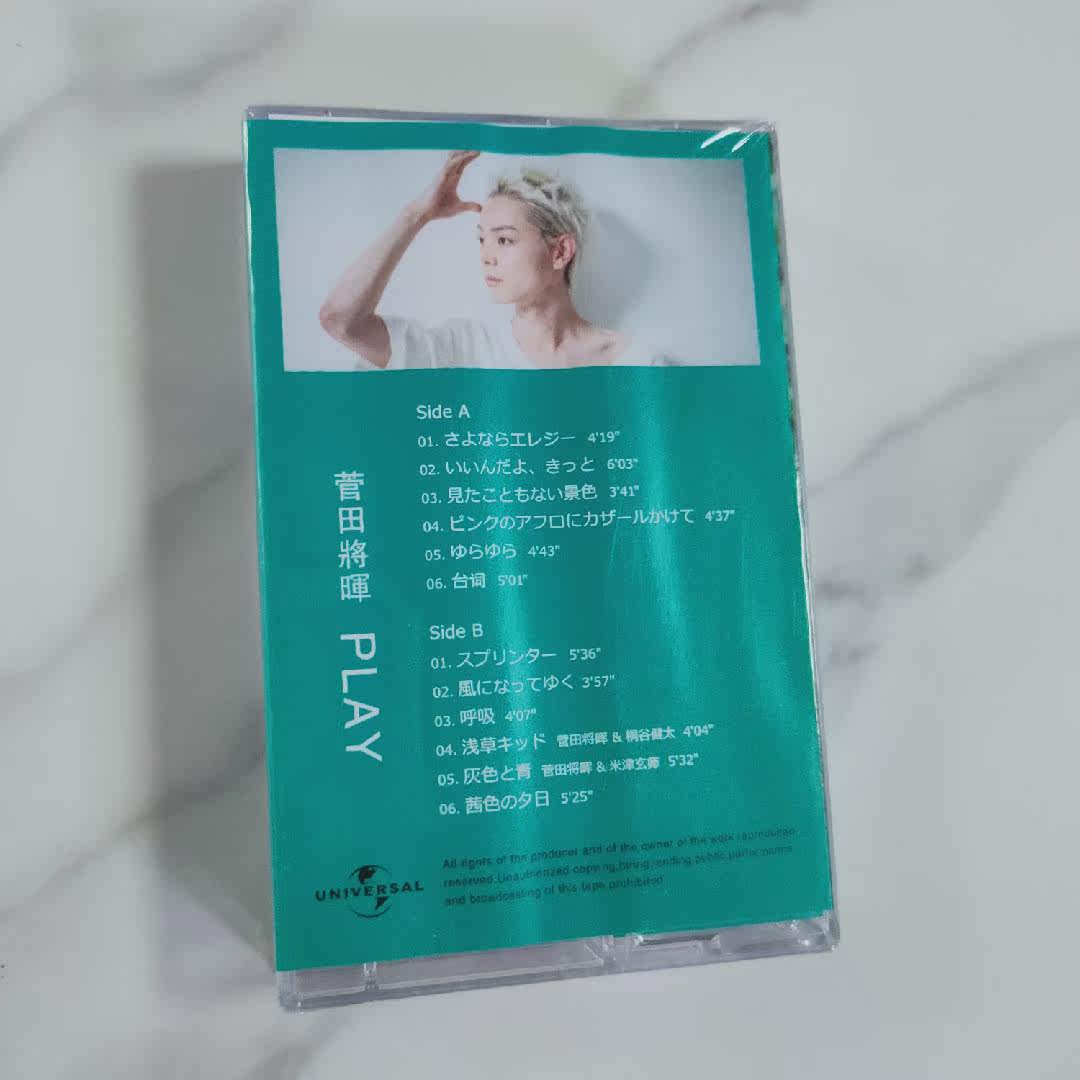 Side A
01. さよならエレジー 4'19"
02. いいんだよ、きっと 6'03"
03. 見たこともない景色 3'41"
04. ピンクのアフロにカザールかけて 4'37"
05. ゆらゆら 4'43"
06. 台词 5'01"
菅田將暉 PLAY
Side B
01. スプリンター 5'36"
02. 風になってゆく 3'57"
03. 呼吸 4'07"
04. 浅草キッド 菅田将暉 & 桐谷健太 4'04"
05. 灰色と青 菅田将暉 & 米津玄師 5'32"
06. 茜色の夕日 5'25"
UNIVERSAL
All rights of the producer and of the owner of the work reproduced
reserved.Unauthorized copying,hiring,lending,public performance
and broadcasting of this tape prohibited